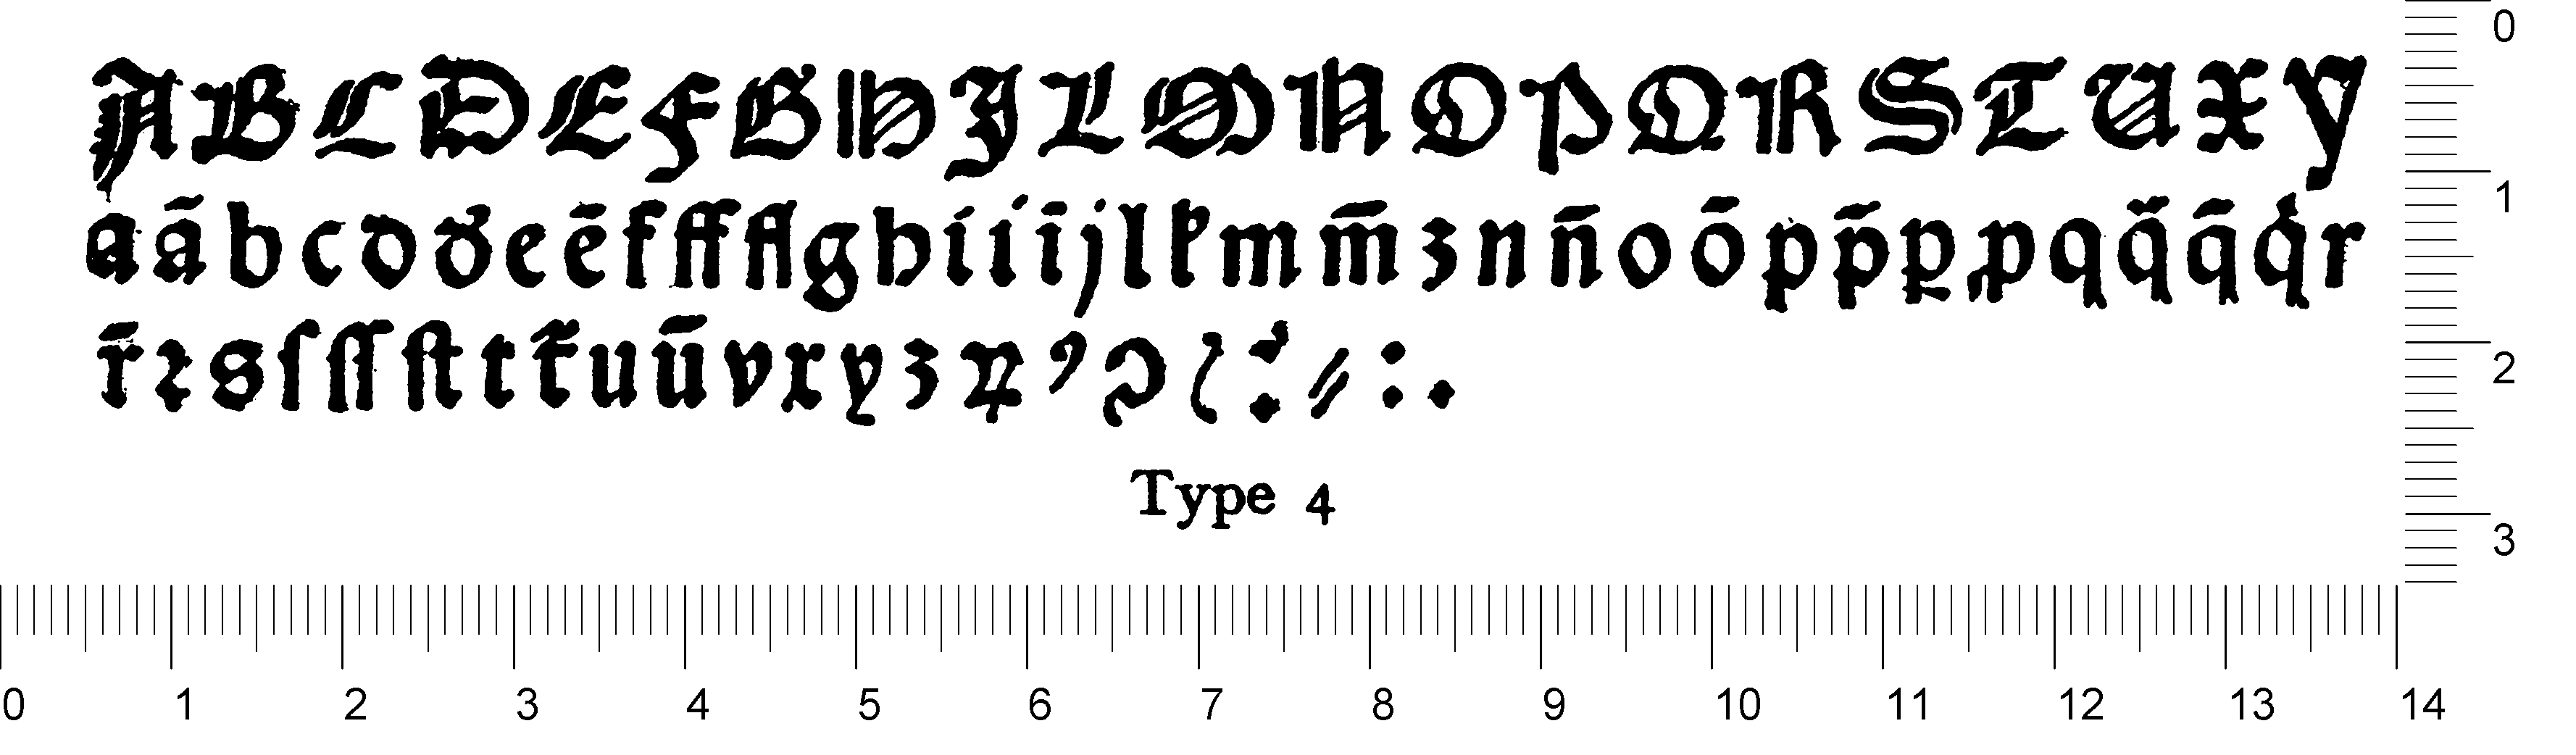 A B C D E F G H I L M N O P Q R S T U X Y
a ã b c d d̃ e ẽ f ff fl g h í i ĩ j l ł m m̃ ꝫ n ñ o õ p p̃ ꝑ ꝓ q q̃ q̄ q̇ r
r̃ ꝛ s ſ ſſ ſt t t̃ u ũ v x y ꝫ ꝝ ꝰ ꝯ ( ? ⸗ : .
Type 4
0
1
2
3
0 1 2 3 4 5 6 7 8 9 10 11 12 13 14